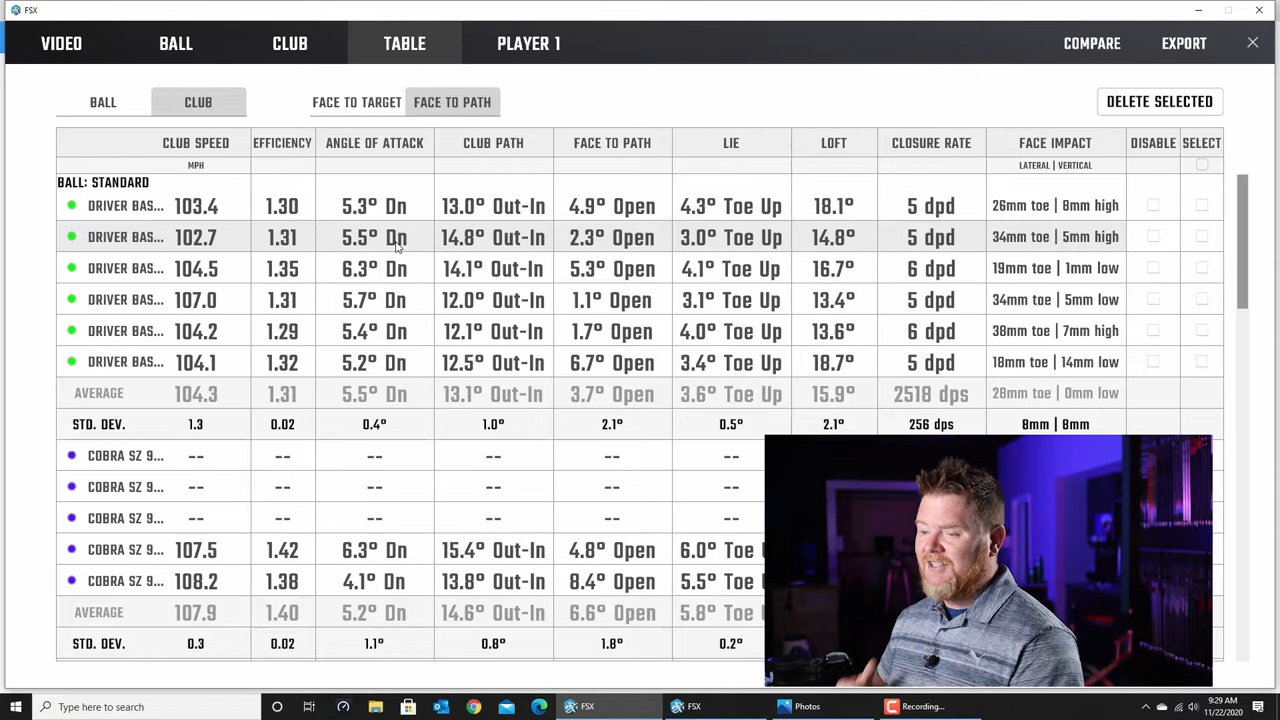 FSX
VIDEO BALL CLUB TABLE PLAYER 1 COMPARE EXPORT
BALL CLUB FACE TO TARGET FACE TO PATH DELETE SELECTED
CLUB SPEED EFFICIENCY ANGLE OF ATTACK CLUB PATH FACE TO PATH LIE LOFT CLOSURE RATE FACE IMPACT DISABLE SELECT
MPH LATERAL | VERTICAL
BALL: STANDARD
DRIVER BAS... 103.4 1.30 5.3° Dn 13.0° Out-In 4.9° Open 4.3° Toe Up 18.1° 5 dpd 26mm toe | 8mm high
DRIVER BAS... 102.7 1.31 5.5° Dn 14.8° Out-In 2.3° Open 3.0° Toe Up 14.8° 5 dpd 34mm toe | 5mm high
DRIVER BAS... 104.5 1.35 6.3° Dn 14.1° Out-In 5.3° Open 4.1° Toe Up 16.7° 6 dpd 19mm toe | 1mm low
DRIVER BAS... 107.0 1.31 5.7° Dn 12.0° Out-In 1.1° Open 3.1° Toe Up 13.4° 5 dpd 34mm toe | 5mm low
DRIVER BAS... 104.2 1.29 5.4° Dn 12.1° Out-In 1.7° Open 4.0° Toe Up 13.6° 6 dpd 38mm toe | 7mm high
DRIVER BAS... 104.1 1.32 5.2° Dn 12.5° Out-In 6.7° Open 3.4° Toe Up 18.7° 5 dpd 18mm toe | 14mm low
AVERAGE 104.3 1.31 5.5° Dn 13.1° Out-In 3.7° Open 3.6° Toe Up 15.9° 2518 dps 28mm toe | 0mm low
STD. DEV. 1.3 0.02 0.4° 1.0° 2.1° 0.5° 2.1° 256 dps 8mm | 8mm
COBRA SZ 9... -- -- -- -- -- --
COBRA SZ 9... -- -- -- -- -- --
COBRA SZ 9... -- -- -- -- -- --
COBRA SZ 9... 107.5 1.42 6.3° Dn 15.4° Out-In 4.8° Open 6.0° Toe
COBRA SZ 9... 108.2 1.38 4.1° Dn 13.8° Out-In 8.4° Open 5.5° Toe
AVERAGE 107.9 1.40 5.2° Dn 14.6° Out-In 6.6° Open 5.8° Toe
STD. DEV. 0.3 0.02 1.1° 0.8° 1.8° 0.2°
Type here to search FSX FSX Photos Recording... 9:29 AM
11/22/2020